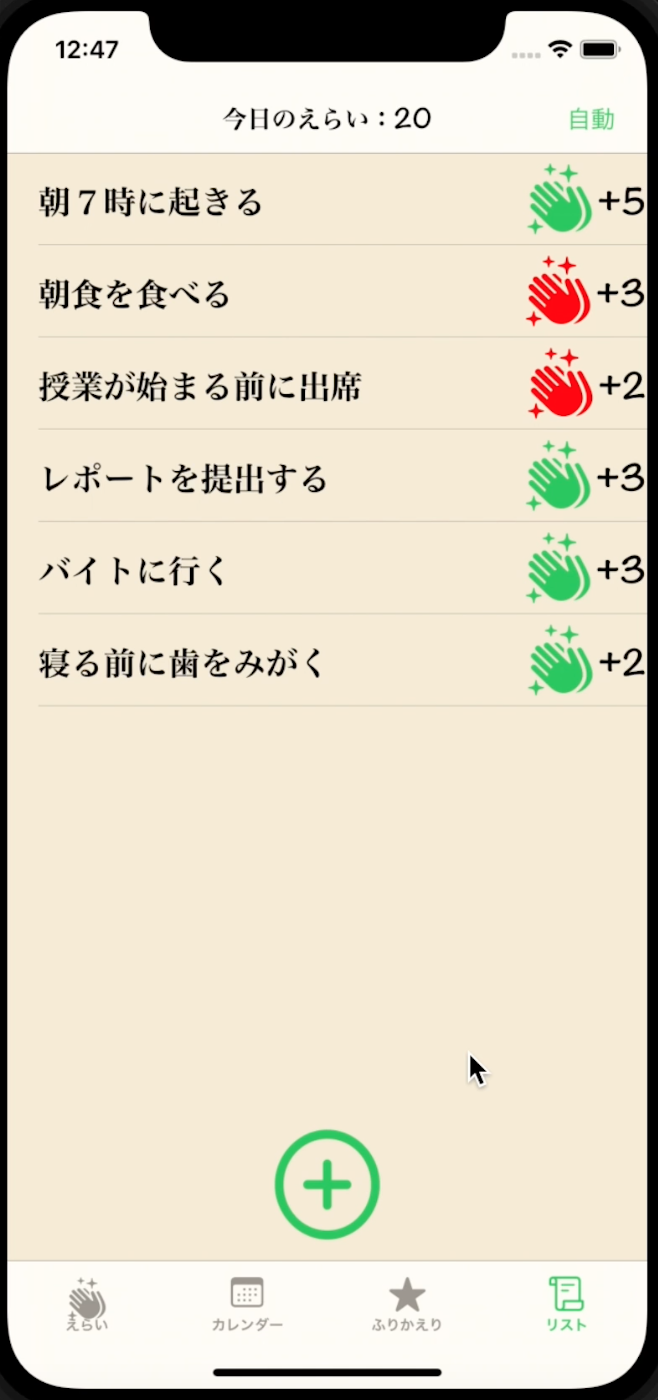 12:47
今日のえらい：20
自動
朝７時に起きる
+5
朝食を食べる
+3
授業が始まる前に出席
+2
レポートを提出する
+3
バイトに行く
+3
寝る前に歯をみがく
+2
えらい
カレンダー
ふりかえり
リスト